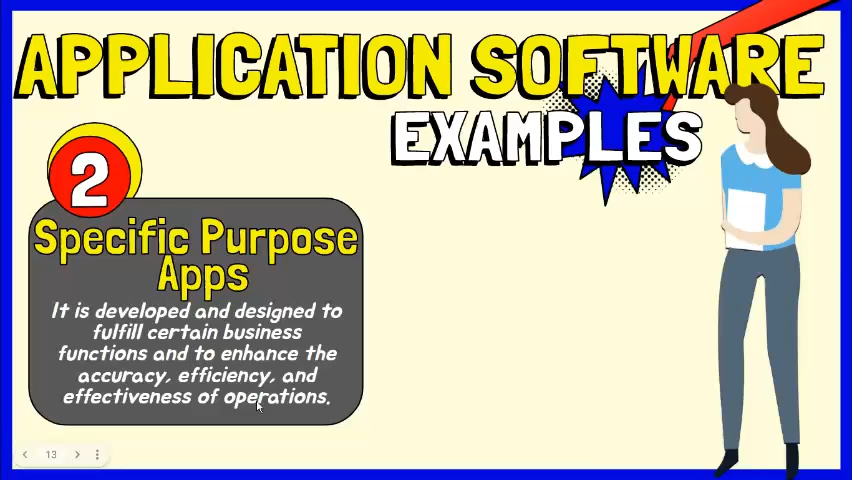 APPLICATION SOFTWARE
EXAMPLES
2
Specific Purpose
Apps
It is developed and designed to
fulfill certain business
functions and to enhance the
accuracy, efficiency, and
effectiveness of operations.
13